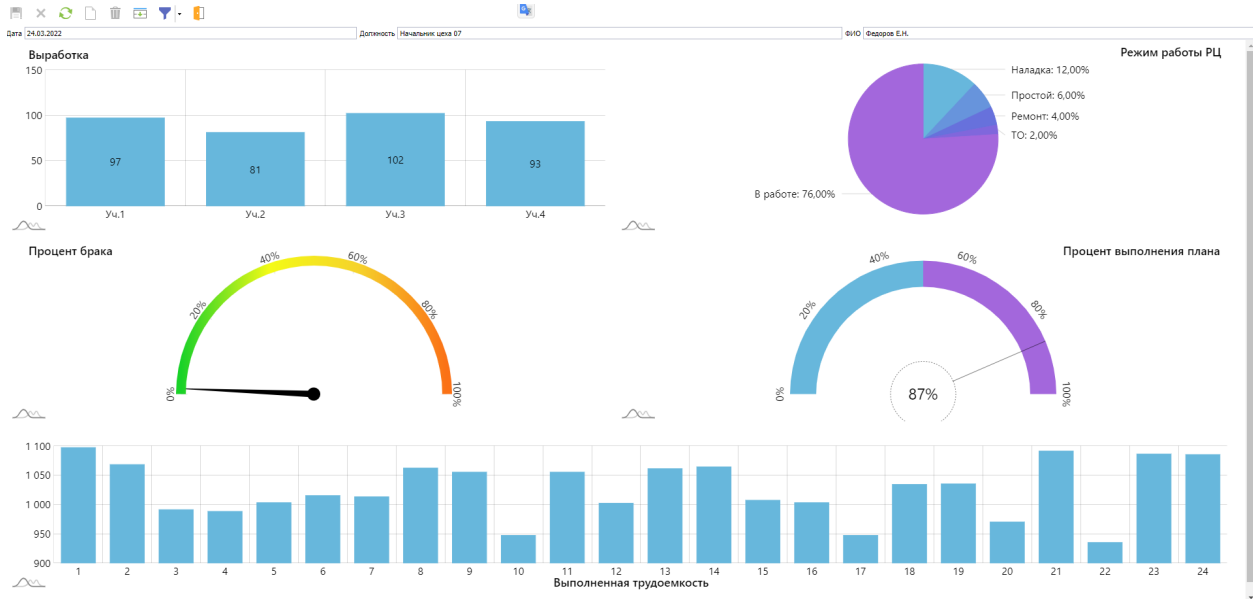 Дата 24.03.2022 Должность Начальник цеха 07 ФИО Федоров Е.Н.
Выработка
150
100
50
0
97
81
102
93
Уч.1 Уч.2 Уч.3 Уч.4
Режим работы РЦ
Наладка: 12,00%
Простой: 6,00%
Ремонт: 4,00%
ТО: 2,00%
В работе: 76,00%
Процент брака
0%
20%
40%
60%
80%
100%
Процент выполнения плана
0%
20%
40%
60%
80%
100%
87%
1 100
1 050
1 000
950
900
1 2 3 4 5 6 7 8 9 10 11 12 13 14 15 16 17 18 19 20 21 22 23 24
Выполненная трудоемкость